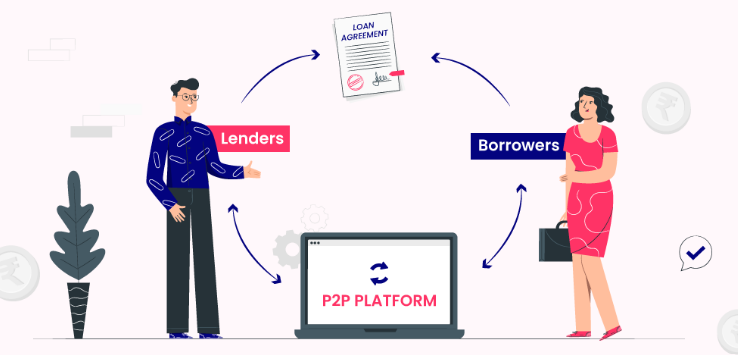 LOAN
AGREEMENT
Lenders
Borrowers
P2P PLATFORM